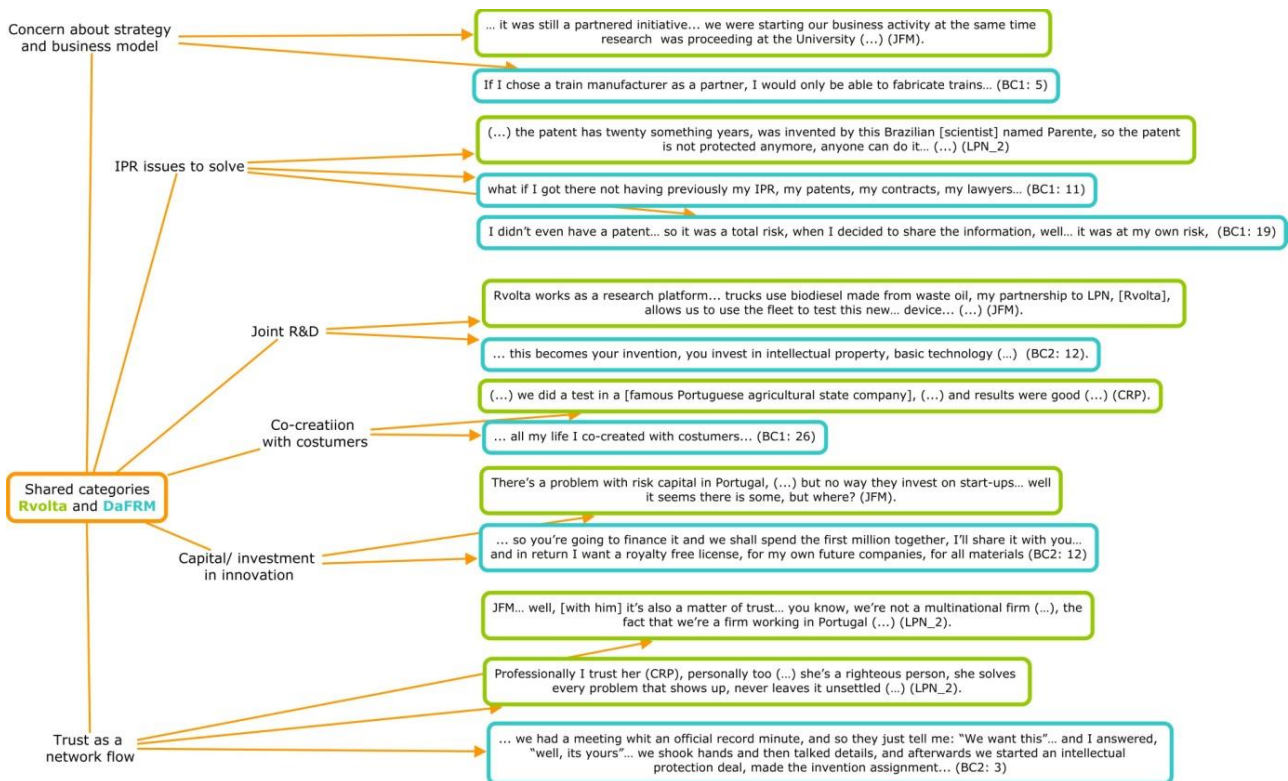 Concern about strategy
and business model
… it was still a partnered initiative... we were starting our business activity at the same time
research was proceeding at the University (...) (JFM).
If I chose a train manufacturer as a partner, I would only be able to fabricate trains… (BC1: 5)
IPR issues to solve
(...) the patent has twenty something years, was invented by this Brazilian [scientist] named Parente, so the patent
is not protected anymore, anyone can do it… (...) (LPN_2)
what if I got there not having previously my IPR, my patents, my contracts, my lawyers… (BC1: 11)
I didn't even have a patent… so it was a total risk, when I decided to share the information, well… it was at my own risk, (BC1: 19)
Joint R&D
Rvolta works as a research platform... trucks use biodiesel made from waste oil, my partnership to LPN, [Rvolta],
allows us to use the fleet to test this new… device... (...) (JFM).
... this becomes your invention, you invest in intellectual property, basic technology (…) (BC2: 12).
Co-creatiion
with costumers
(...) we did a test in a [famous Portuguese agricultural state company], (...) and results were good (...) (CRP).
... all my life I co-created with costumers... (BC1: 26)
Shared categories
Rvolta and DaFRM
Capital/ investment
in innovation
There's a problem with risk capital in Portugal, (...) but no way they invest on start-ups… well
it seems there is some, but where? (JFM).
... so you're going to finance it and we shall spend the first million together, I'll share it with you…
and in return I want a royalty free license, for my own future companies, for all materials (BC2: 12)
Trust as a
network flow
JFM… well, [with him] it's also a matter of trust… you know, we're not a multinational firm (…), the
fact that we're a firm working in Portugal (...) (LPN_2).
Professionally I trust her (CRP), personally too (…) she's a righteous person, she solves
every problem that shows up, never leaves it unsettled (…) (LPN_2).
... we had a meeting whit an official record minute, and so they just tell me: "We want this"… and I answered,
"well, its yours"… we shook hands and then talked details, and afterwards we started an intellectual
protection deal, made the invention assignment... (BC2: 3)